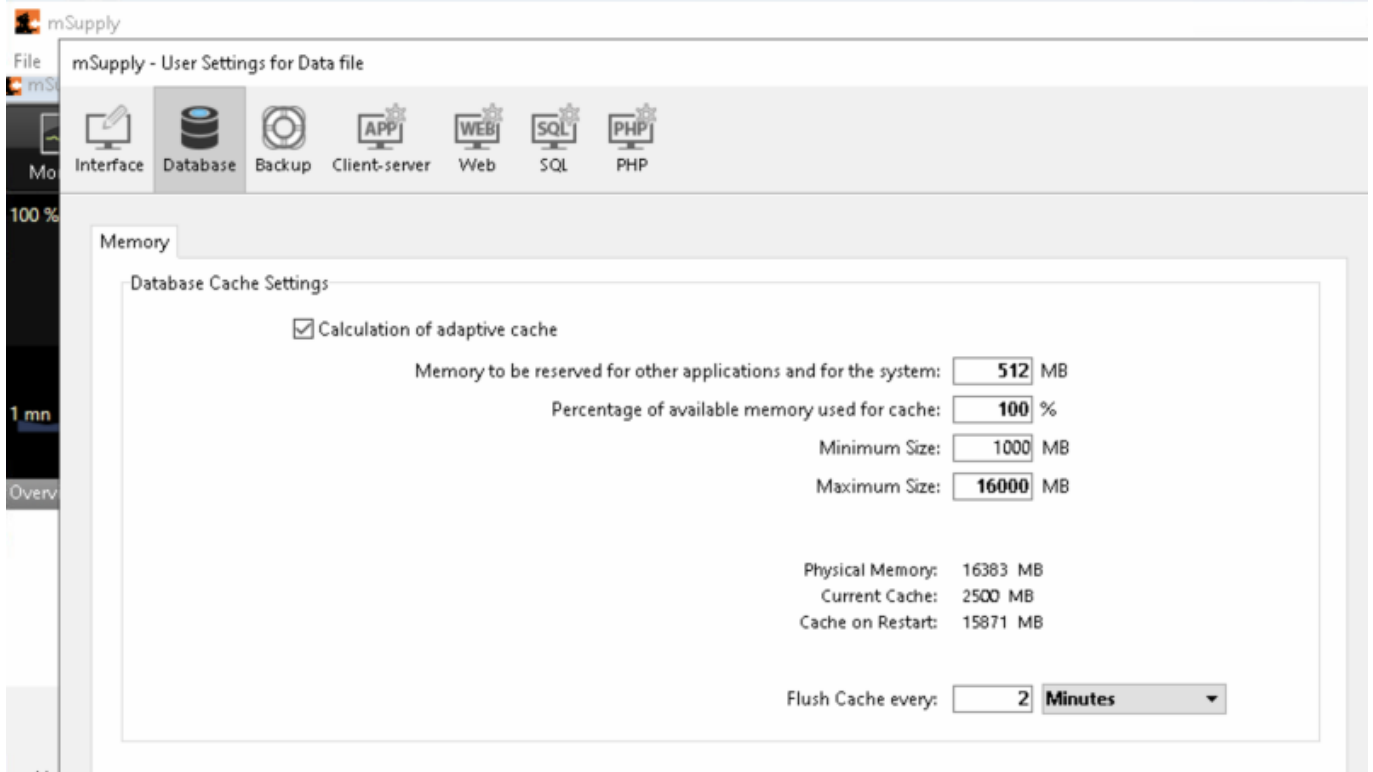 mSupply
File
mSupply - User Settings for Data file
Interface
Database
Backup
APP
Client-server
WEB
Web
SQL
SQL
PHP
PHP
100 %
Memory
Database Cache Settings
Calculation of adaptive cache
Memory to be reserved for other applications and for the system: 512 MB
Percentage of available memory used for cache: 100 %
Minimum Size: 1000 MB
1 mn
Maximum Size: 16000 MB
Physical Memory: 16383 MB
Current Cache: 2500 MB
Cache on Restart: 15871 MB
Flush Cache every: 2 Minutes